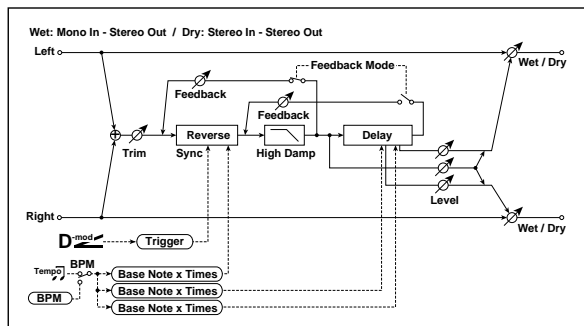 Wet: Mono In - Stereo Out / Dry: Stereo In - Stereo Out
Left
Wet / Dry
Feedback Mode
Feedback
Feedback
Reverse
Delay
Trim
Sync
High Damp
Level
Right
Wet / Dry
D-mod
Trigger
BPM
Tempo
Base Note x Times
BPM
Base Note x Times
Base Note x Times